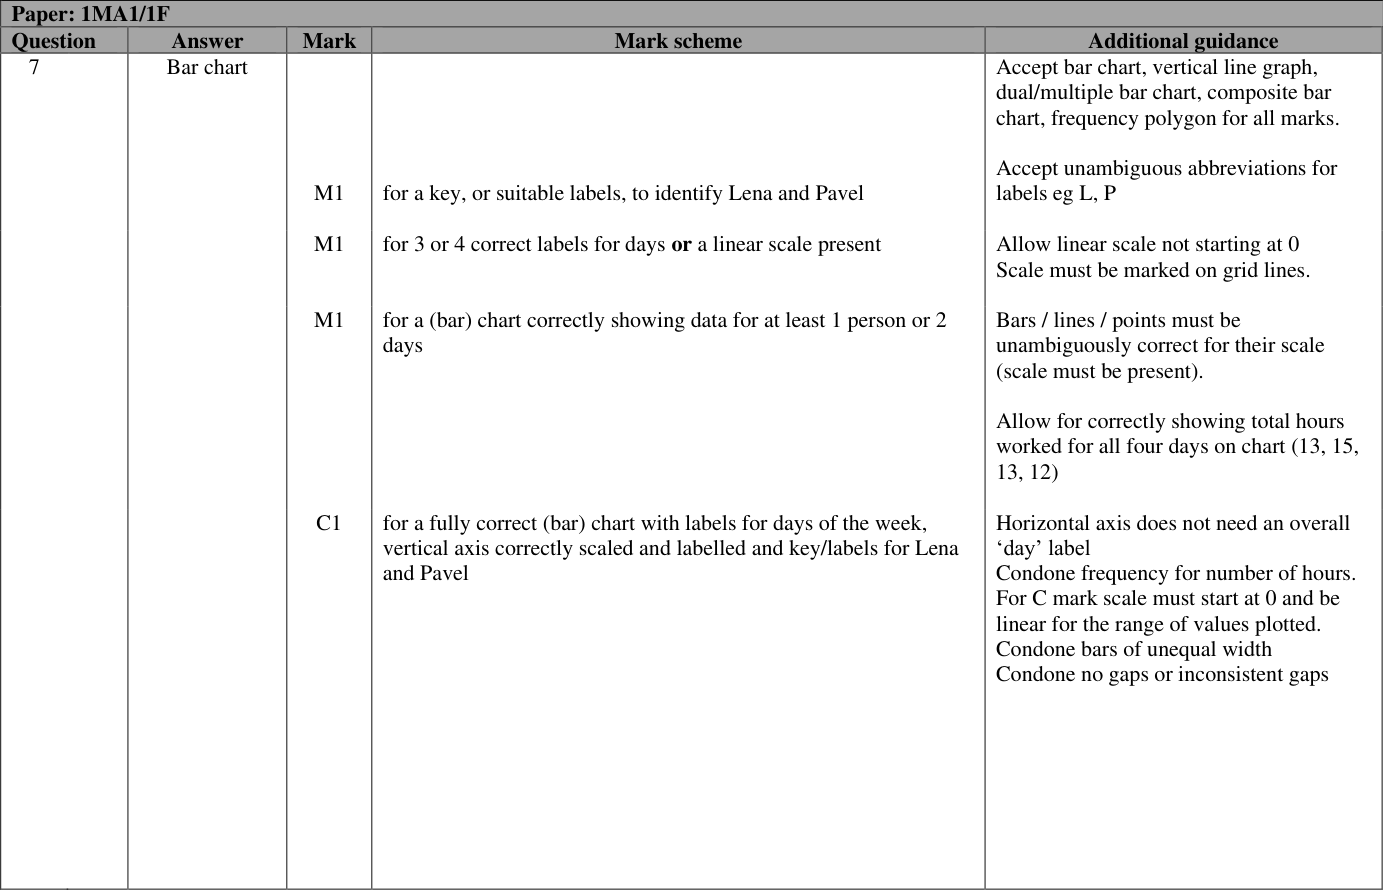 Paper: 1MA1/1F
Question Answer Mark Mark scheme Additional guidance
7 Bar chart Accept bar chart, vertical line graph,
dual/multiple bar chart, composite bar
chart, frequency polygon for all marks.
Accept unambiguous abbreviations for
M1 for a key, or suitable labels, to identify Lena and Pavel labels eg L, P
M1 for 3 or 4 correct labels for days or a linear scale present Allow linear scale not starting at 0
Scale must be marked on grid lines.
M1 for a (bar) chart correctly showing data for at least 1 person or 2 Bars / lines / points must be
days unambiguously correct for their scale
(scale must be present).
Allow for correctly showing total hours
worked for all four days on chart (13, 15,
13, 12)
C1 for a fully correct (bar) chart with labels for days of the week, Horizontal axis does not need an overall
vertical axis correctly scaled and labelled and key/labels for Lena ‘day’ label
and Pavel Condone frequency for number of hours.
For C mark scale must start at 0 and be
linear for the range of values plotted.
Condone bars of unequal width
Condone no gaps or inconsistent gaps